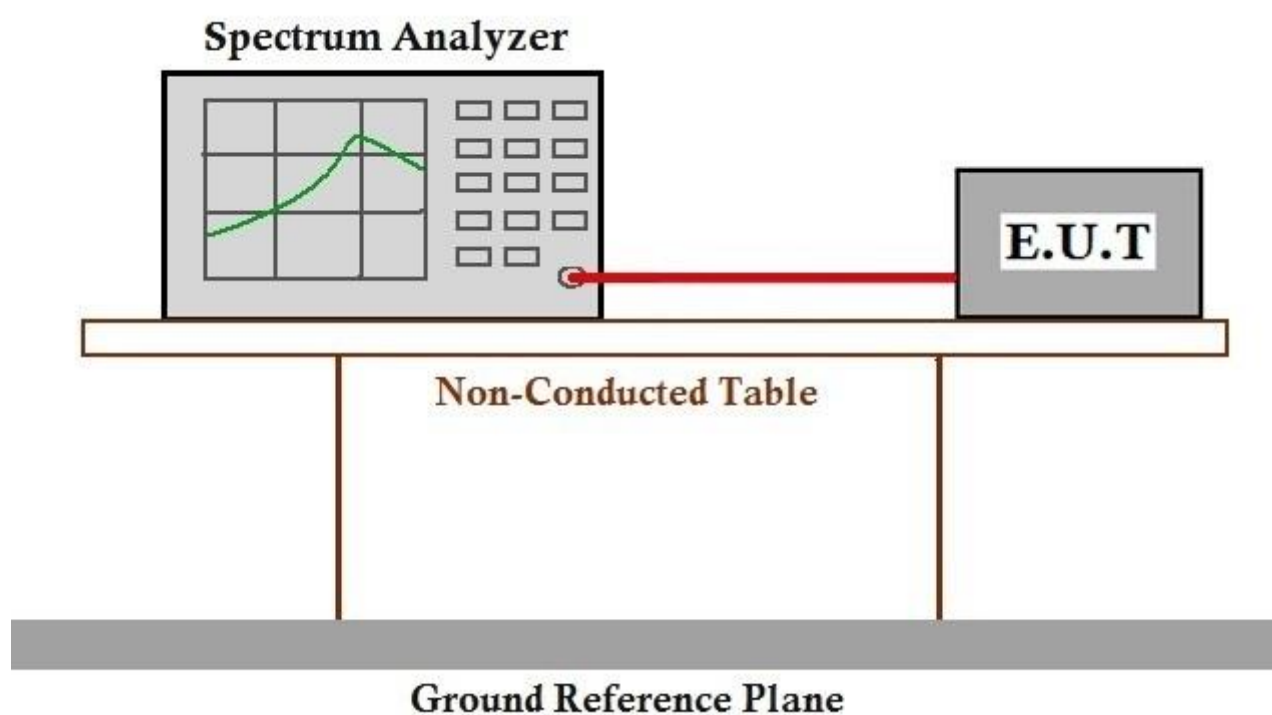 Spectrum Analyzer
E.U.T
Non-Conducted Table
Ground Reference Plane